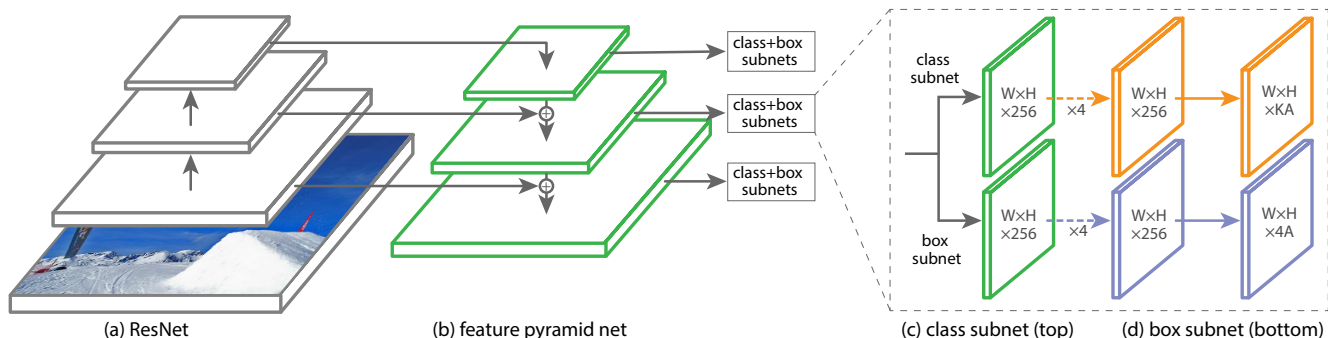 class+box
subnets
class+box
subnets
class+box
subnets
class
subnet
W×H
×256
×4
W×H
×256
W×H
×KA
box
subnet
W×H
×256
×4
W×H
×256
W×H
×4A
(a) ResNet
(b) feature pyramid net
(c) class subnet (top)
(d) box subnet (bottom)